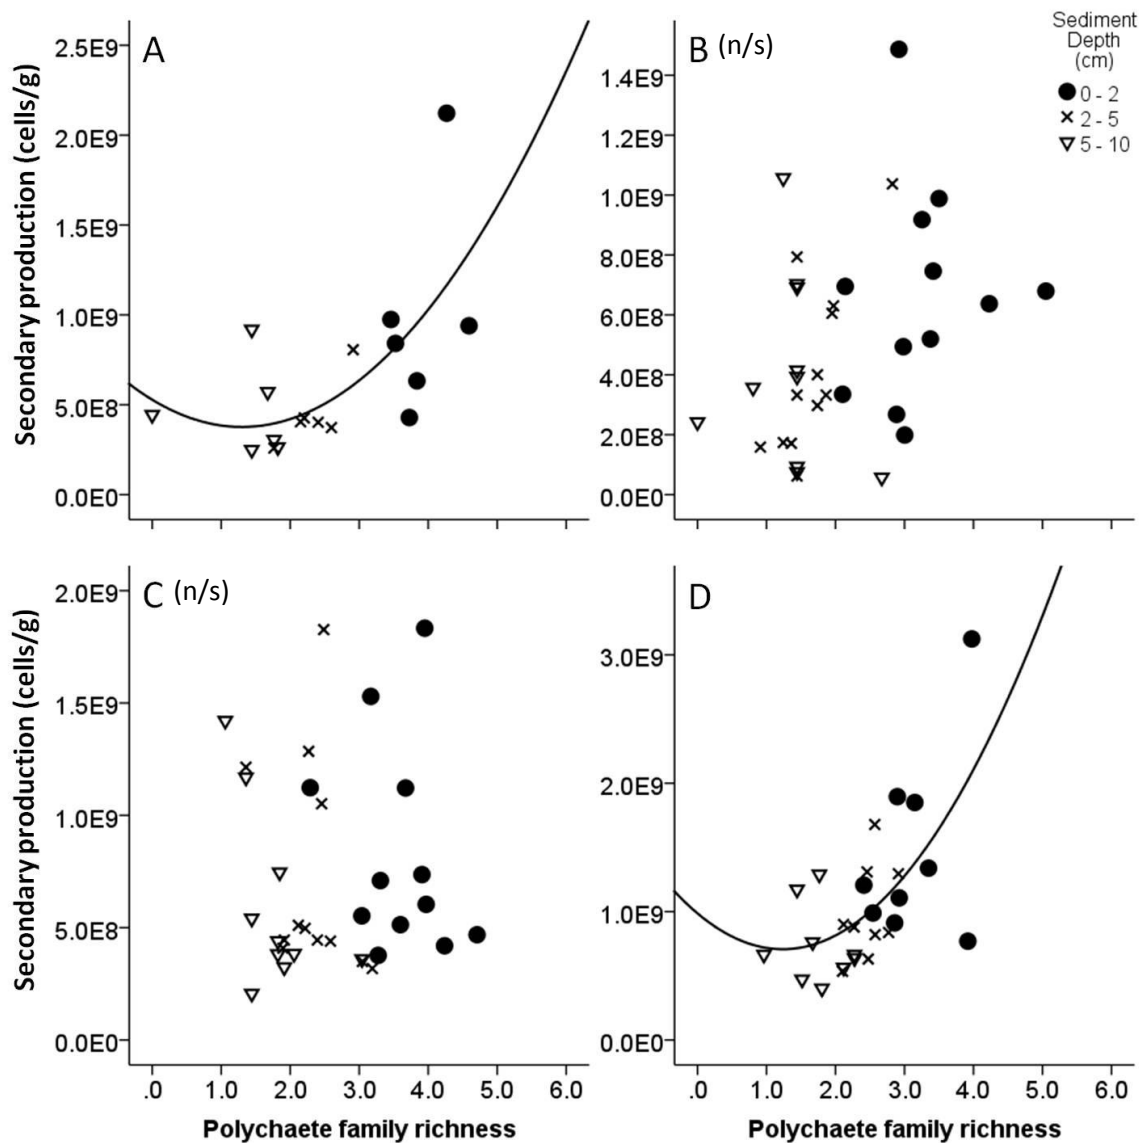 A
Secondary production (cells/g)
2.5E9
2.0E9
1.5E9
1.0E9
5.0E8
0.0E0
B (n/s)
1.4E9
1.2E9
1.0E9
8.0E8
6.0E8
4.0E8
2.0E8
0.0E0
Sediment
Depth
(cm)
0 - 2
2 - 5
5 - 10
C (n/s)
Secondary production (cells/g)
2.0E9
1.5E9
1.0E9
5.0E8
0.0E0
.0 1.0 2.0 3.0 4.0 5.0 6.0
Polychaete family richness
D
3.0E9
2.0E9
1.0E9
0.0E0
.0 1.0 2.0 3.0 4.0 5.0 6.0
Polychaete family richness